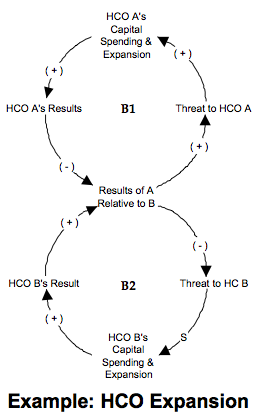 HCO A's
Capital
Spending &
Expansion
(+)
(+)
HCO A's Results
B1
Threat to HCO A
(-)
(+)
Results of A
Relative to B
(+)
(-)
HCO B's Result
B2
Threat to HC B
(+)
S
HCO B's
Capital
Spending &
Expansion
Example: HCO Expansion